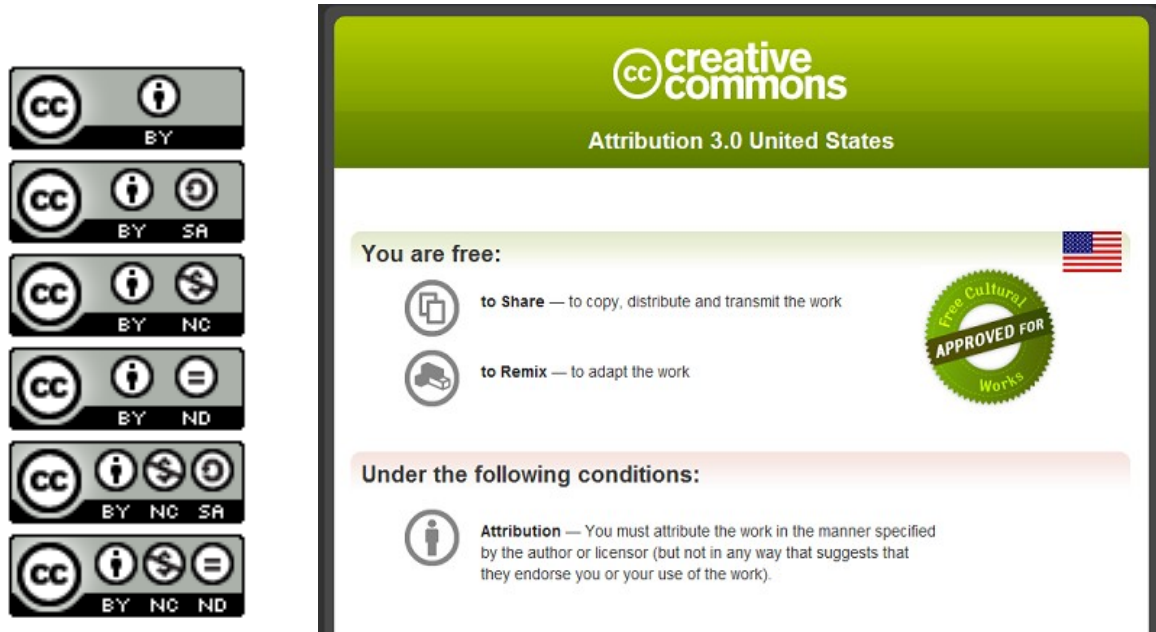 cc
BY
cc
BY SA
cc
BY NC
cc
BY ND
cc
BY NC SA
cc
BY NC ND
cc creative
commons
Attribution 3.0 United States
You are free:
to Share — to copy, distribute and transmit the work
to Remix — to adapt the work
Free Cultural
APPROVED FOR
Works
Under the following conditions:
Attribution — You must attribute the work in the manner specified
by the author or licensor (but not in any way that suggests that
they endorse you or your use of the work).